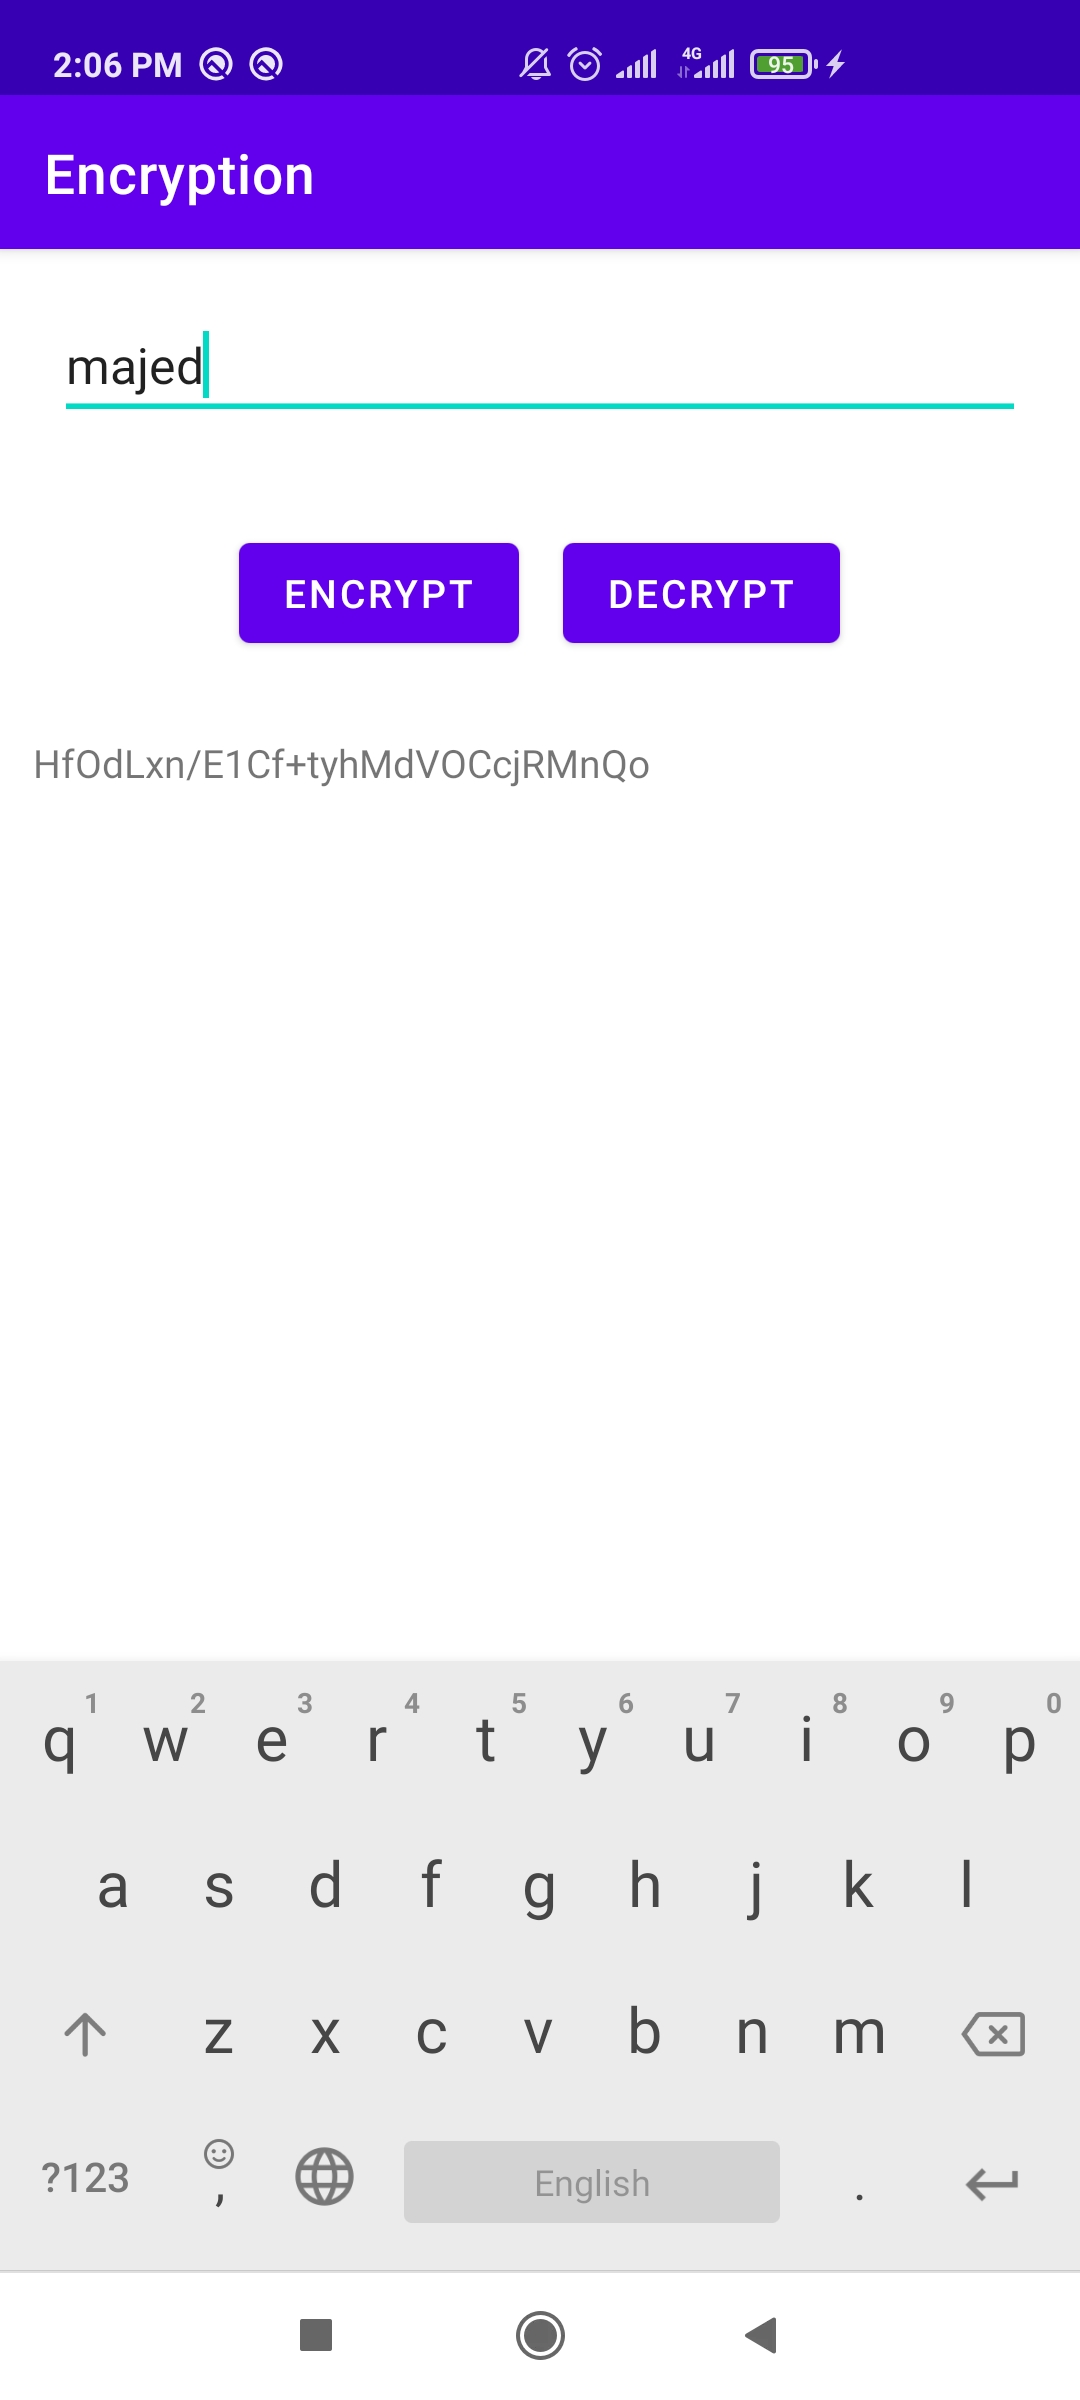 2:06 PM 4G 95
Encryption
majed
ENCRYPT DECRYPT
HfOdLxn/E1Cf+tyhMdVOCcjRMnQo
1 2 3 4 5 6 7 8 9 0
q w e r t y u i o p
a s d f g h j k l
z x c v b n m
?123 , English .